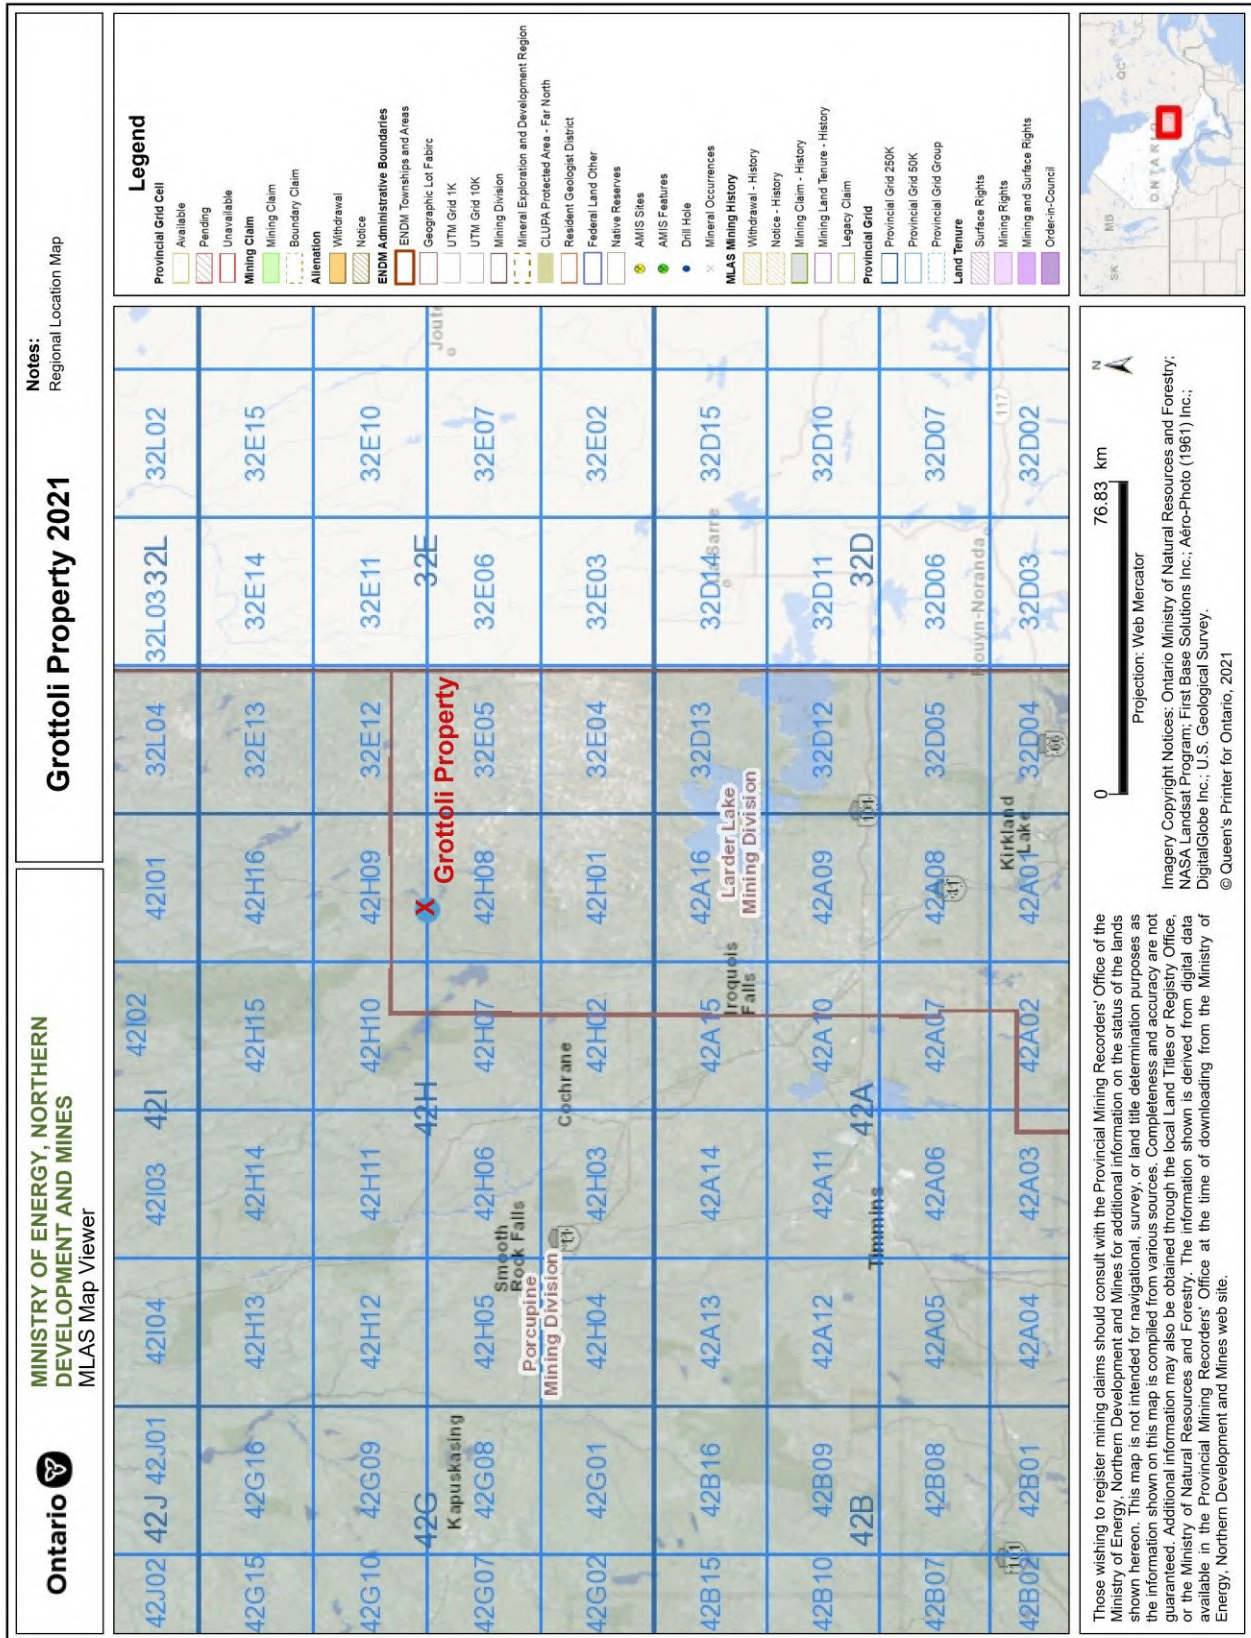 Ontario
MINISTRY OF ENERGY, NORTHERN
DEVELOPMENT AND MINES
MLAS Map Viewer
Grottoli Property 2021
Notes:
Regional Location Map
42J02 42J 42J01 42I04 42I03 42I 42I02 42I01 32L04 32L03 32L 32L02
42G15 42G16 42H13 42H14 42H15 42H16 32E13 32E14 32E15
42G10 42G09 42H12 42H11 42H10 42H09 32E12 32E11 32E10
42G 42H X 32E
Grottoli Property
Kapuskasing
42G07 42G08 42H05 42H06 42H07 42H08 32E05 32E06 32E07
Smooth
Rock Falls
Cochrane
11
Porcupine
Mining Division
42G02 42G01 42H04 42H03 42H02 42H01 32E04 32E03 32E02
42B15 42B16 42A13 42A14 42A15 42A16 32D13 32D14 32D15
Iroquois
Falls
Larder Lake
Mining Division
42B10 42B09 42A12 42A11 42A10 42A09 32D12 32D11 32D10
42B 42A 101 32D
Timmins
42B07 42B08 42A05 42A06 42A07 42A08 32D05 32D06 32D07
11
Rouyn-Noranda
117
101
Kirkland
Lake
66
42B02 42B01 42A04 42A03 42A02 42A01 32D04 32D03 32D02
Legend
Provincial Grid Cell
Available
Pending
Unavailable
Mining Claim
Mining Claim
Boundary Claim
Alienation
Withdrawal
Notice
ENDM Administrative Boundaries
ENDM Townships and Areas
Geographic Lot Fabirc
UTM Grid 1K
UTM Grid 10K
Mining Division
Mineral Exploration and Development Region
CLUPA Protected Area - Far North
Resident Geologist District
Federal Land Other
Native Reserves
AMIS Sites
AMIS Features
Drill Hole
Mineral Occurrences
MLAS Mining History
Withdrawal - History
Notice - History
Mining Claim - History
Mining Land Tenure - History
Legacy Claim
Provincial Grid
Provincial Grid 250K
Provincial Grid 50K
Provincial Grid Group
Land Tenure
Surface Rights
Mining Rights
Mining and Surface Rights
Order-in-Council
Those wishing to register mining claims should consult with the Provincial Mining Recorders' Office of the
Ministry of Energy, Northern Development and Mines for additional information on the status of the lands
shown hereon. This map is not intended for navigational, survey, or land title determination purposes as
the information shown on this map is compiled from various sources. Completeness and accuracy are not
guaranteed. Additional information may also be obtained through the local Land Titles or Registry Office,
or the Ministry of Natural Resources and Forestry. The information shown is derived from digital data
available in the Provincial Mining Recorders' Office at the time of downloading from the Ministry of
Energy, Northern Development and Mines web site.
0 76.83 km
N
Projection: Web Mercator
Imagery Copyright Notices: Ontario Ministry of Natural Resources and Forestry;
NASA Landsat Program; First Base Solutions Inc.; Aéro-Photo (1961) Inc.;
DigitalGlobe Inc.; U.S. Geological Survey.
© Queen's Printer for Ontario, 2021
SK
MB
ONTARIO
QC